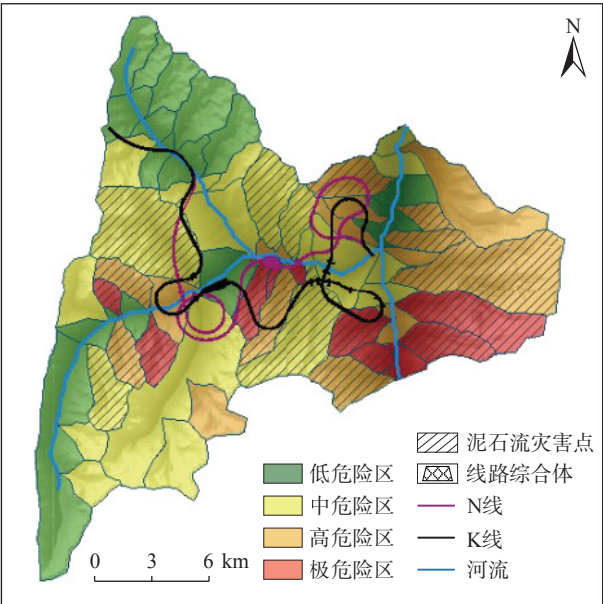 N
泥石流灾害点
低危险区
线路综合体
中危险区
N线
高危险区
K线
极危险区
河流
0 3 6 km